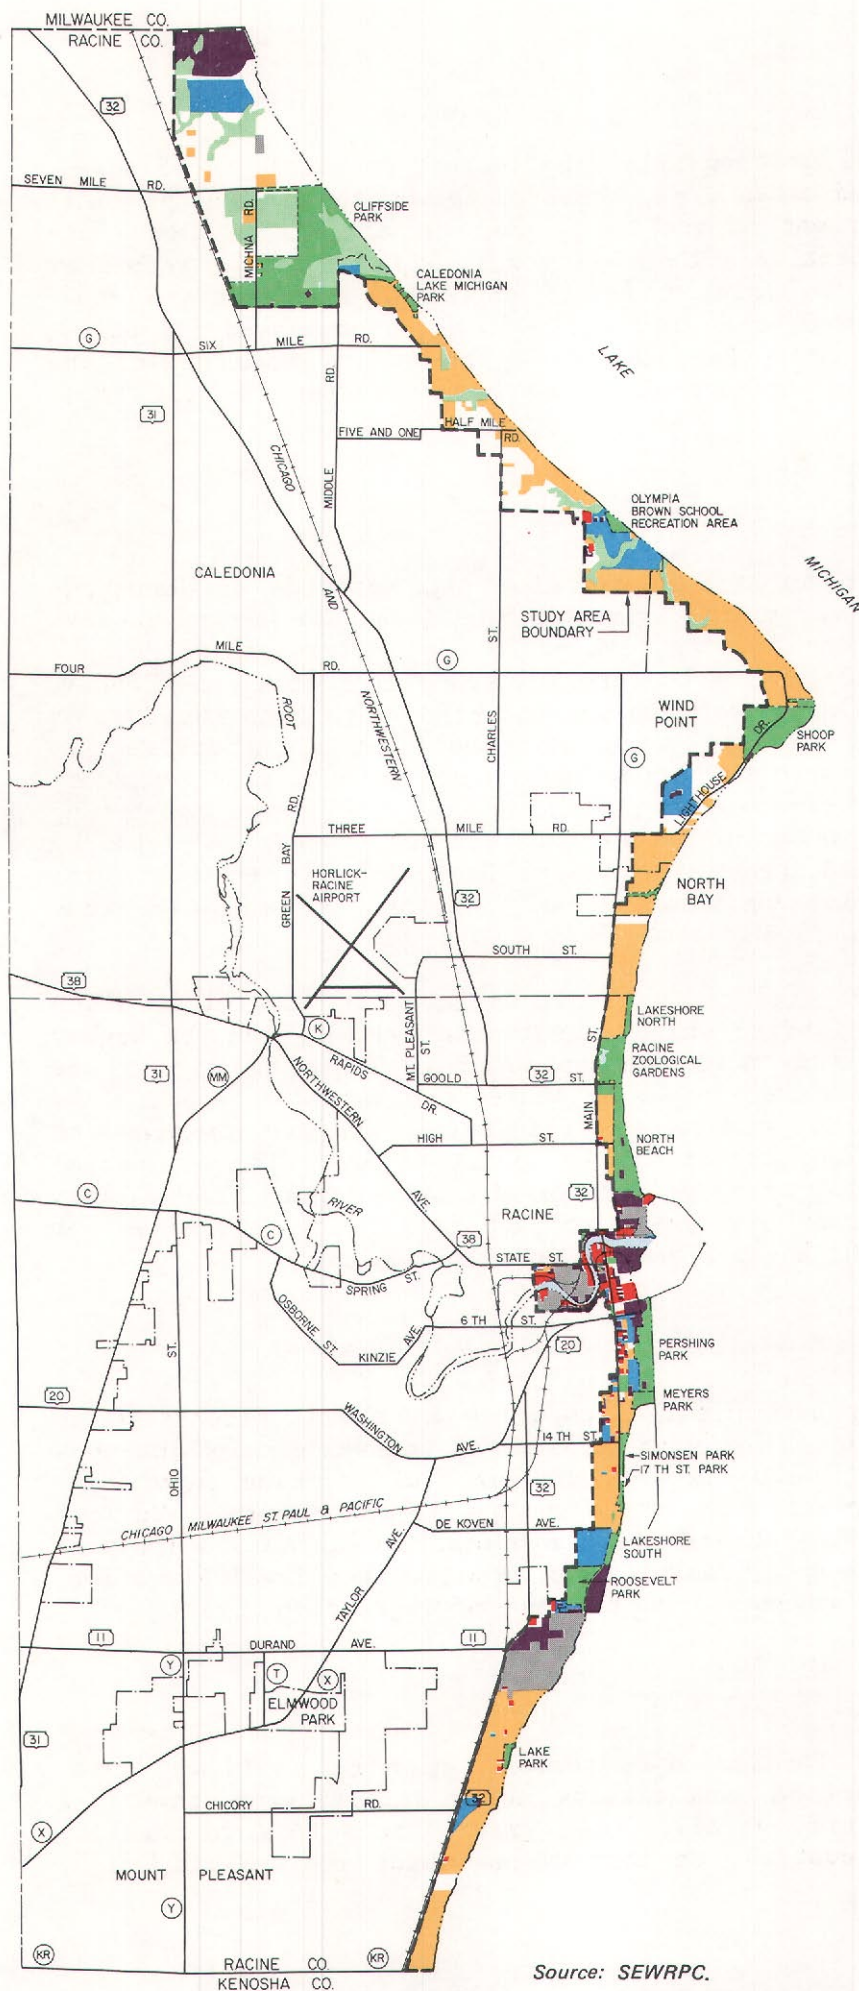 MILWAUKEE CO.
RACINE CO.
32
SEVEN MILE RD.
MICHNA RD.
CLIFFSIDE
PARK
CALEDONIA
LAKE MICHIGAN
PARK
G
SIX MILE RD.
LAKE
31
CHICAGO
MIDDLE RD.
FIVE AND ONE HALF MILE RD.
OLYMPIA
BROWN SCHOOL
RECREATION AREA
MICHIGAN
CALEDONIA
AND
STUDY AREA
BOUNDARY
FOUR MILE RD.
G
ROOT
NORTHWESTERN
CHARLES ST.
WIND
POINT
G
SHOOP
PARK
LIGHTHOUSE DR.
GREEN BAY RD.
THREE MILE RD.
HORLICK-
RACINE
AIRPORT
32
NORTH
BAY
SOUTH ST.
38
LAKESHORE
NORTH
K
MT. PLEASANT ST.
RACINE
ZOOLOGICAL
GARDENS
31
MM
RAPIDS DR.
GOOLD ST.
32
MAIN ST.
NORTHWESTERN AVE.
HIGH ST.
NORTH
BEACH
C
RIVER
RACINE
32
C
38
STATE ST.
SPRING ST.
OSBORNE ST.
6 TH ST.
KINZIE AVE.
20
PERSHING
PARK
OHIO ST.
20
MEYERS
PARK
WASHINGTON AVE.
14 TH ST.
SIMONSEN PARK
17 TH ST. PARK
32
CHICAGO MILWAUKEE ST. PAUL & PACIFIC
DE KOVEN AVE.
LAKESHORE
SOUTH
TAYLOR AVE.
ROOSEVELT
PARK
11
DURAND AVE.
11
Y
T
X
ELMWOOD
PARK
31
LAKE
PARK
32
CHICORY RD.
X
MOUNT PLEASANT
Y
KR
RACINE CO.
KR
KENOSHA CO.
Source: SEWRPC.